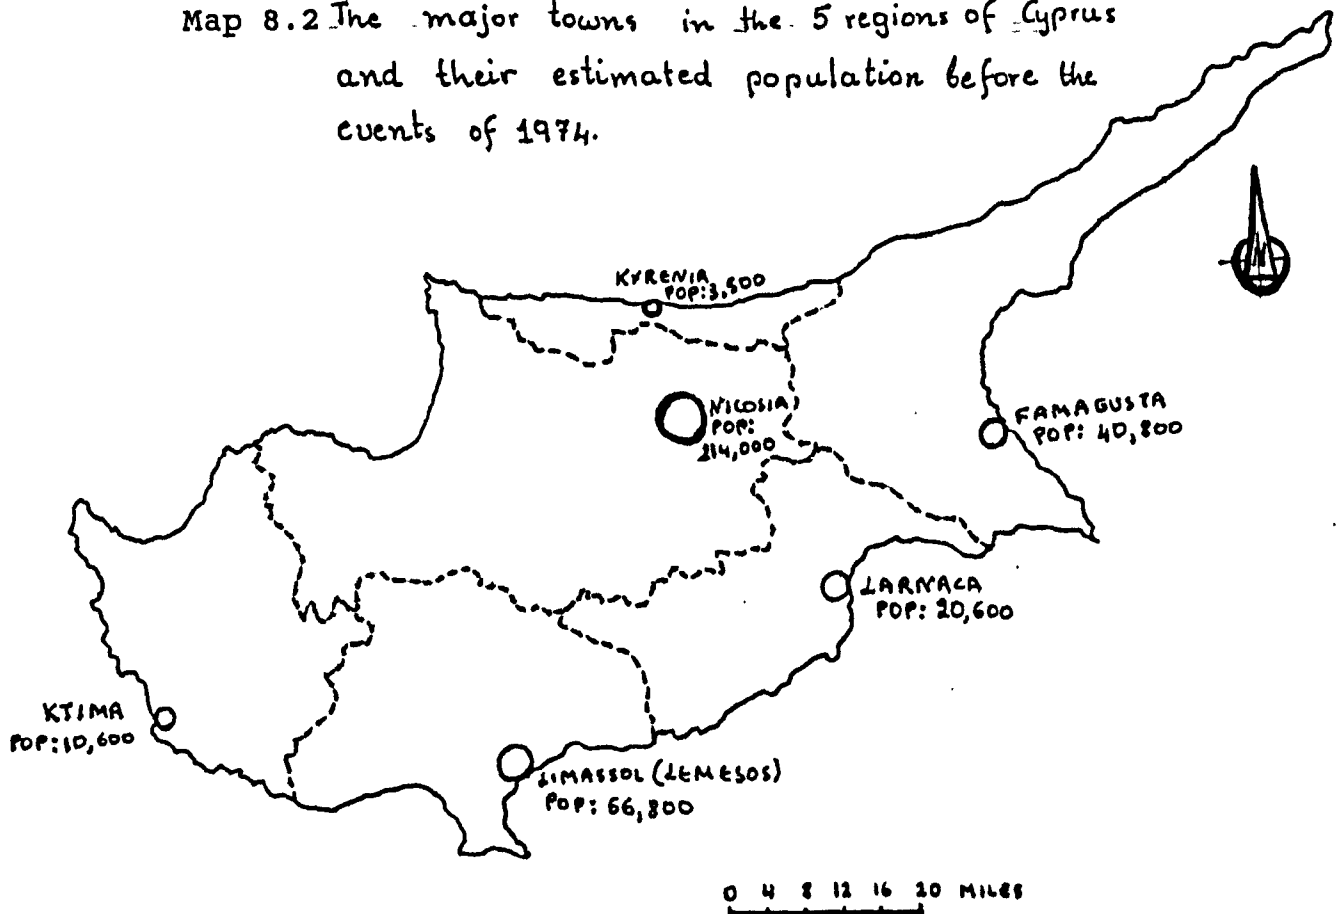 Map 8.2 The major towns in the 5 regions of Cyprus
and their estimated population before the
events of 1974.
N
KYRENIA
POP: 3,500
NICOSIA
POP:
114,000
FAMAGUSTA
POP: 40,800
LARNACA
POP: 20,600
KTIMA
POP: 10,600
LIMASSOL (LEMESOS)
POP: 66,800
0 4 8 12 16 20 MILES